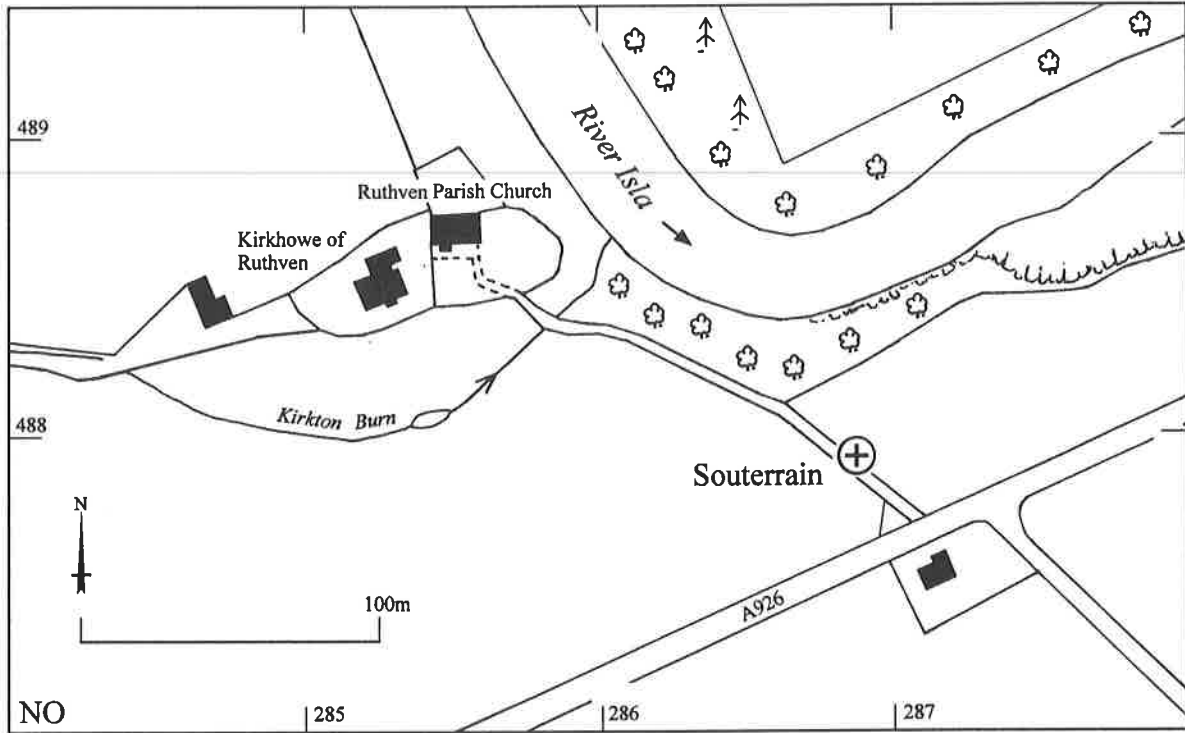 489
River Isla
Ruthven Parish Church
Kirkhowe of
Ruthven
Kirkton Burn
488
Souterrain
N
100m
A926
NO
285
286
287